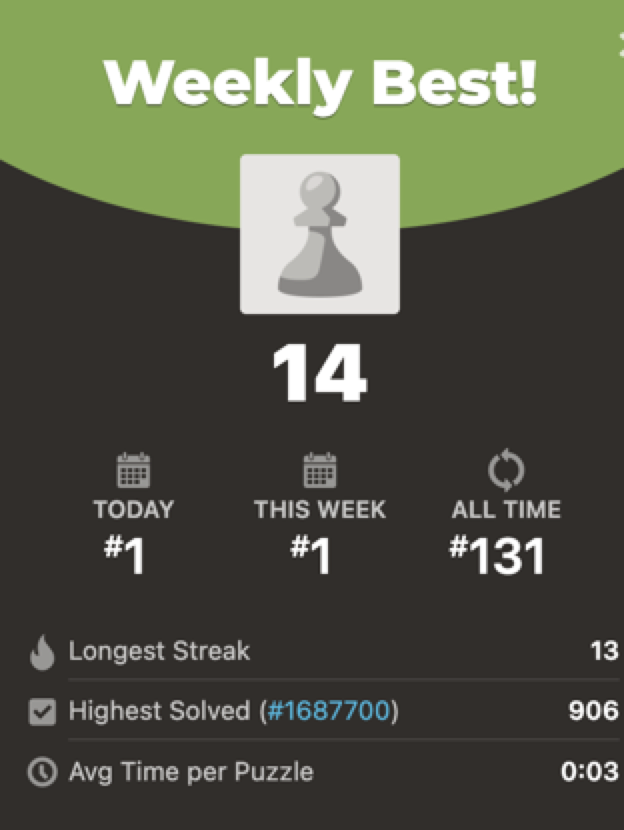 Weekly Best!
14
TODAY THIS WEEK ALL TIME
#1 #1 #131
Longest Streak 13
Highest Solved (#1687700) 906
Avg Time per Puzzle 0:03